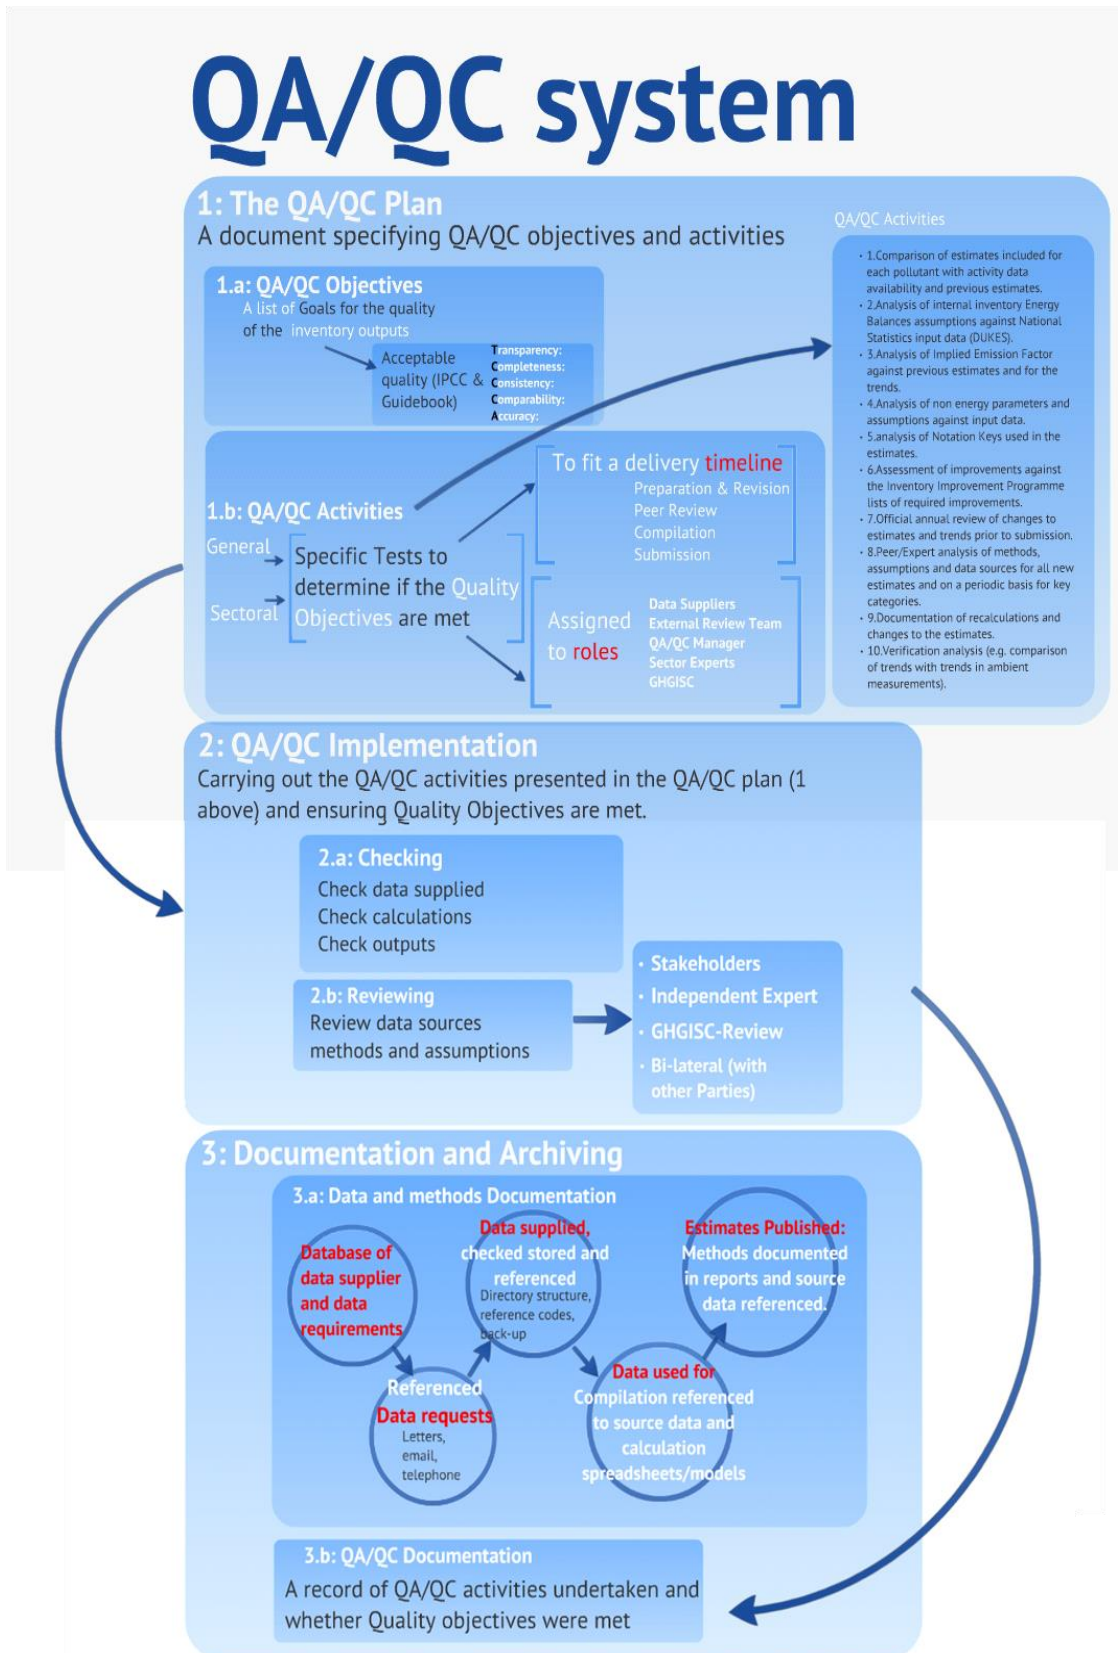 QA/QC system
1: The QA/QC Plan
A document specifying QA/QC objectives and activities
1.a: QA/QC Objectives
A list of Goals for the quality
of the inventory outputs
Acceptable
quality (IPCC &
Guidebook)
Transparency:
Completeness:
Consistency:
Comparability:
Accuracy:
1.b: QA/QC Activities
General
Sectoral
Specific Tests to
determine if the Quality
Objectives are met
To fit a delivery timeline
Preparation & Revision
Peer Review
Compilation
Submission
Assigned
to roles
Data Suppliers
External Review Team
QA/QC Manager
Sector Experts
GHGISC
QA/QC Activities
• 1.Comparison of estimates included for
each pollutant with activity data
availability and previous estimates.
• 2.Analysis of internal inventory Energy
Balances assumptions against National
Statistics input data (DUKES).
• 3.Analysis of Implied Emission Factor
against previous estimates and for the
trends.
• 4.Analysis of non energy parameters and
assumptions against input data.
• 5.analysis of Notation Keys used in the
estimates.
• 6.Assessment of improvements against
the Inventory Improvement Programme
lists of required improvements.
• 7.Official annual review of changes to
estimates and trends prior to submission.
• 8.Peer/Expert analysis of methods,
assumptions and data sources for all new
estimates and on a periodic basis for key
categories.
• 9.Documentation of recalculations and
changes to the estimates.
• 10.Verification analysis (e.g. comparison
of trends with trends in ambient
measurements).
2: QA/QC Implementation
Carrying out the QA/QC activities presented in the QA/QC plan (1
above) and ensuring Quality Objectives are met.
2.a: Checking
Check data supplied
Check calculations
Check outputs
2.b: Reviewing
Review data sources
methods and assumptions
• Stakeholders
• Independent Expert
• GHGISC-Review
• Bi-lateral (with
other Parties)
3: Documentation and Archiving
3.a: Data and methods Documentation
Database of
data supplier
and data
requirements
Referenced
Data requests
Letters,
email,
telephone
Data supplied,
checked stored and
referenced
Directory structure,
reference codes,
back-up
Data used for
Compilation referenced
to source data and
calculation
spreadsheets/models
Estimates Published:
Methods documented
in reports and source
data referenced.
3.b: QA/QC Documentation
A record of QA/QC activities undertaken and
whether Quality objectives were met